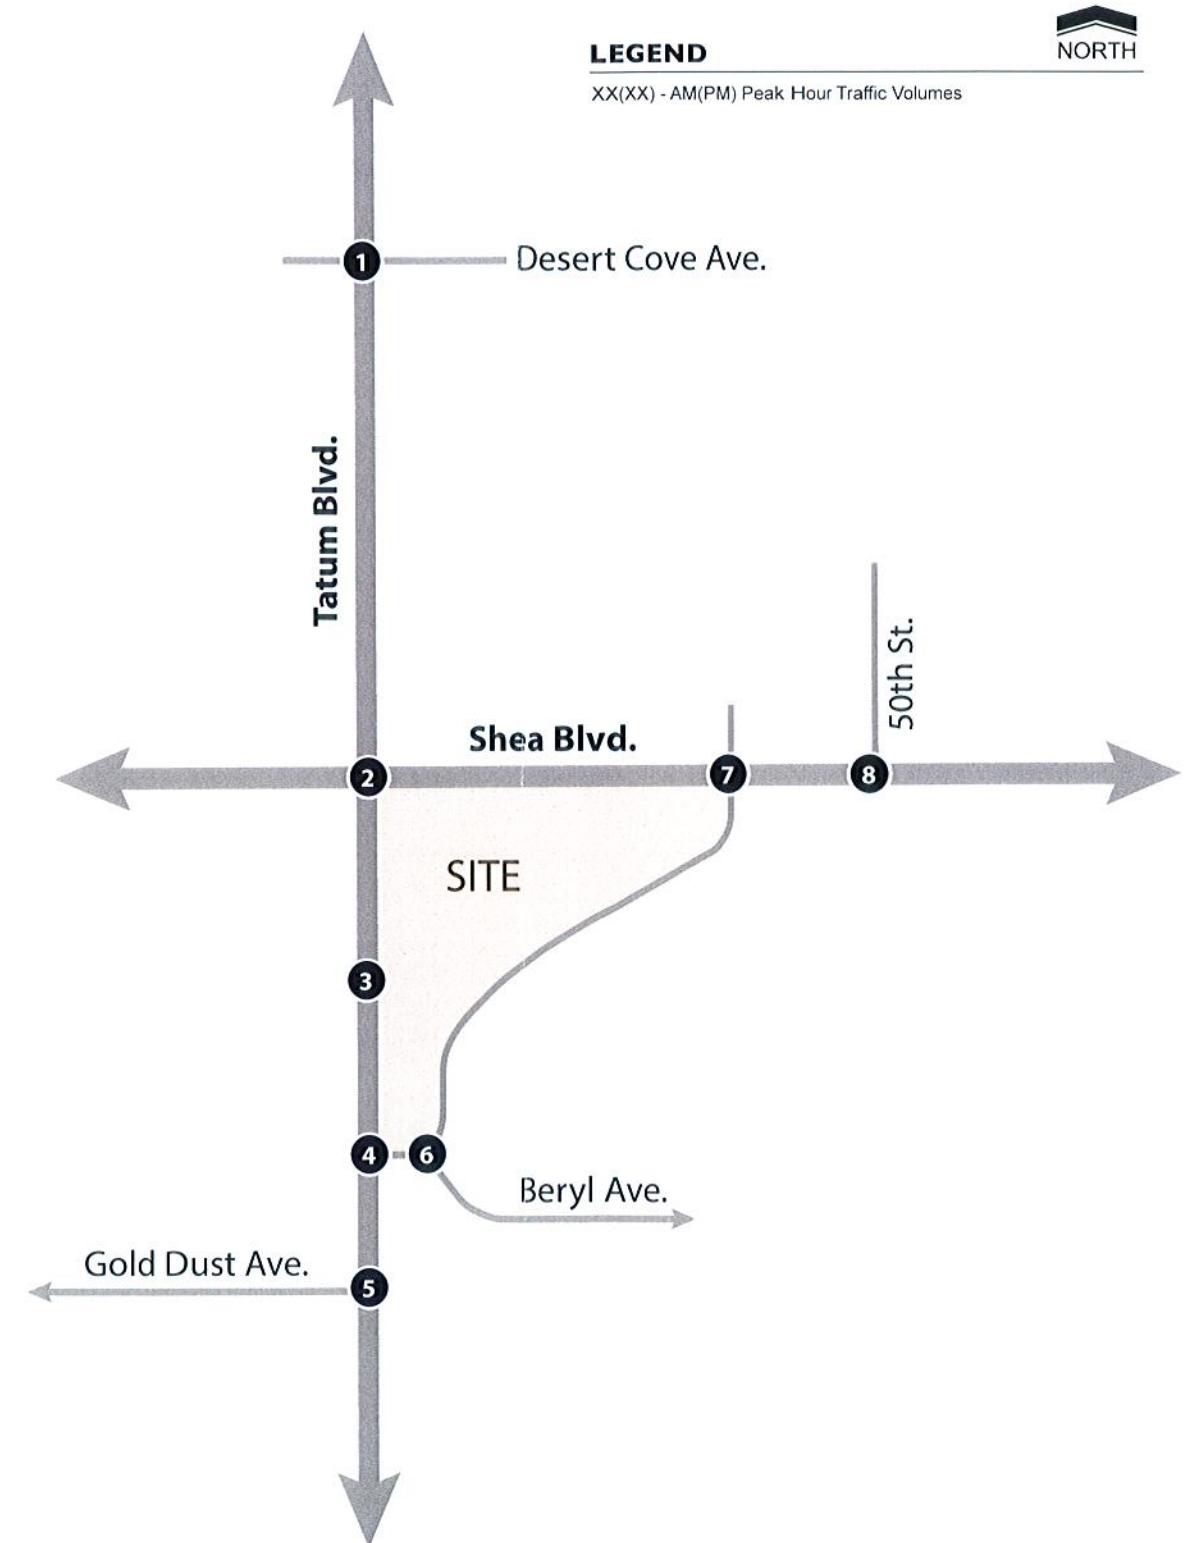 LEGEND
NORTH
XX(XX) - AM(PM) Peak Hour Traffic Volumes
1
Desert Cove Ave.
Tatum Blvd.
50th St.
Shea Blvd.
2
7
8
SITE
3
4
6
Beryl Ave.
Gold Dust Ave.
5